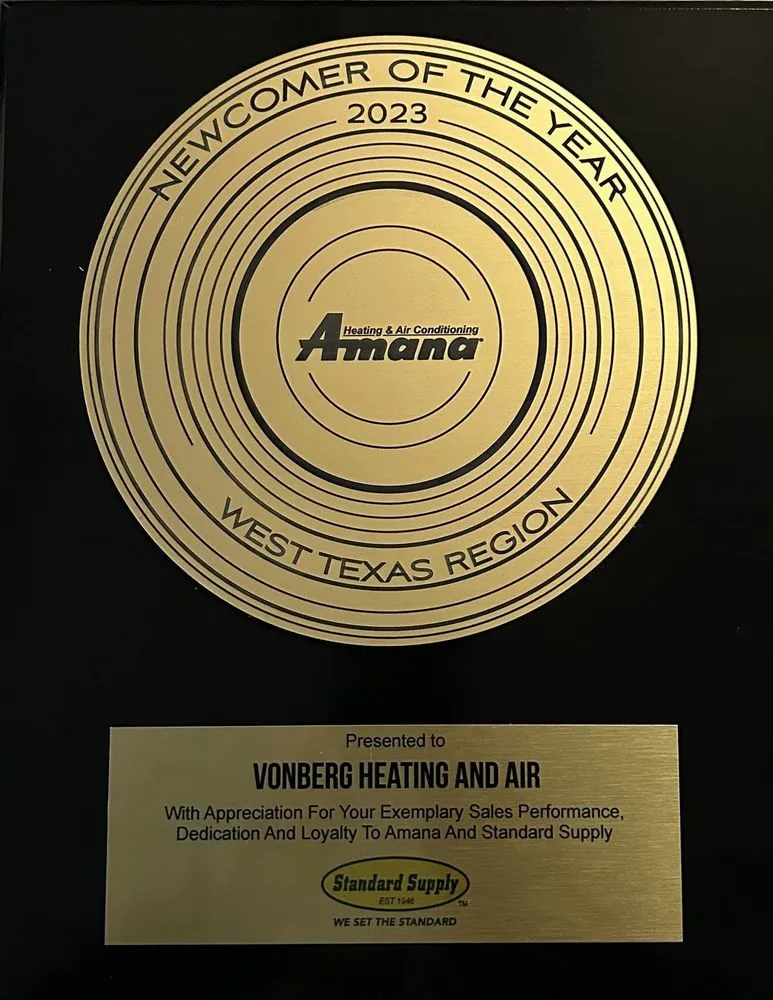 NEWCOMER OF THE YEAR
2023
Heating & Air Conditioning
Amana®
WEST TEXAS REGION
Presented to
VONBERG HEATING AND AIR
With Appreciation For Your Exemplary Sales Performance,
Dedication And Loyalty To Amana And Standard Supply
Standard Supply
EST 1946
TM
WE SET THE STANDARD